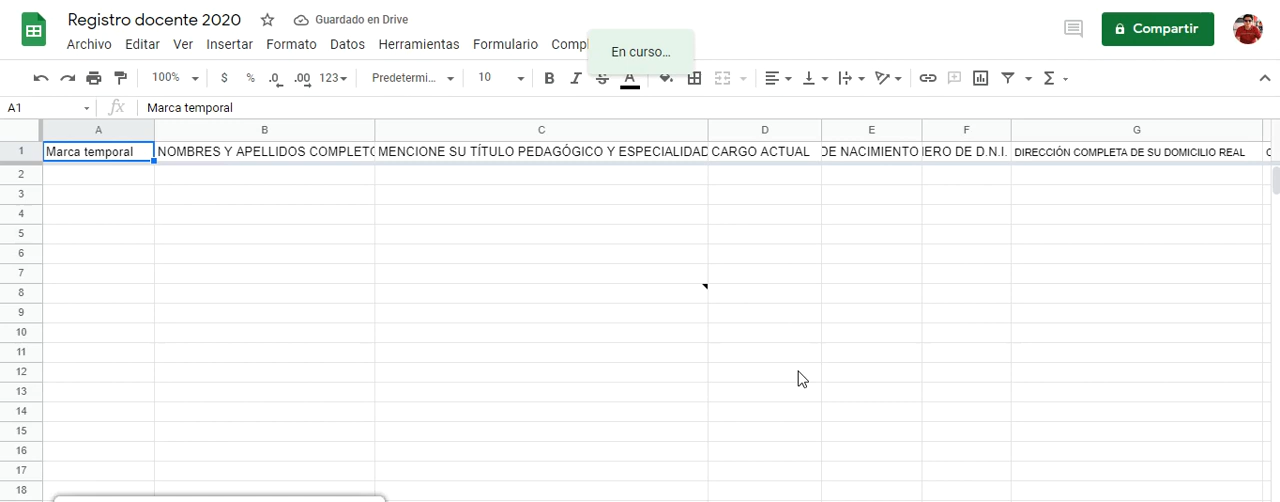 Registro docente 2020
Guardado en Drive
Compartir
Archivo Editar Ver Insertar Formato Datos Herramientas Formulario
En curso...
100% $ % .0 .00 123 Predetermi... 10 B I S A Σ
A1 fx Marca temporal
A B C D E F G
1 Marca temporal NOMBRES Y APELLIDOS MENCIONE SU TÍTULO PEDAGÓGICO Y ESPECIALIDAD CARGO ACTUAL DE NACIMIENTO DE D.N.I. DIRECCIÓN COMPLETA DE SU DOMICILIO REAL
2
3
4
5
6
7
8
9
10
11
12
13
14
15
16
17
18